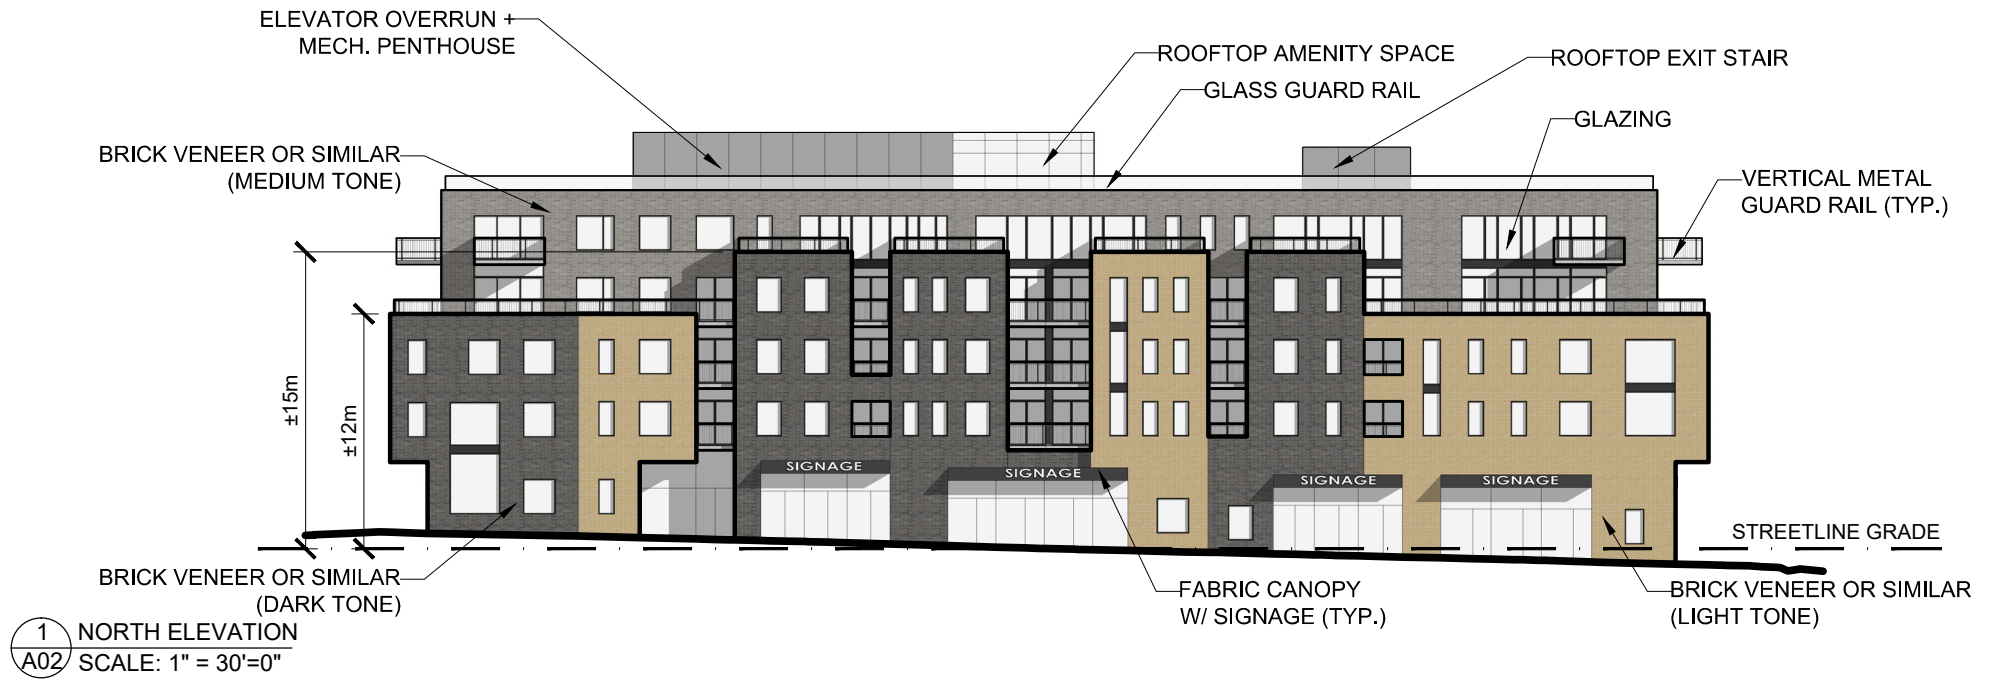 ELEVATOR OVERRUN +
MECH. PENTHOUSE
ROOFTOP AMENITY SPACE
ROOFTOP EXIT STAIR
GLASS GUARD RAIL
GLAZING
BRICK VENEER OR SIMILAR
(MEDIUM TONE)
VERTICAL METAL
GUARD RAIL (TYP.)
±15m
±12m
SIGNAGE
SIGNAGE
SIGNAGE
SIGNAGE
STREETLINE GRADE
BRICK VENEER OR SIMILAR
(DARK TONE)
FABRIC CANOPY
W/ SIGNAGE (TYP.)
BRICK VENEER OR SIMILAR
(LIGHT TONE)
1
A02
NORTH ELEVATION
SCALE: 1" = 30'=0"